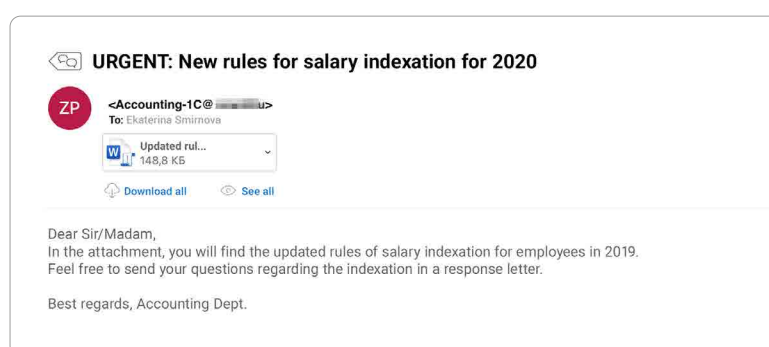 URGENT: New rules for salary indexation for 2020
ZP
<Accounting-1C@ u>
To: Ekaterina Smirnova
W
Updated rul...
148,8 КБ
Download all See all
Dear Sir/Madam,
In the attachment, you will find the updated rules of salary indexation for employees in 2019.
Feel free to send your questions regarding the indexation in a response letter.
Best regards, Accounting Dept.